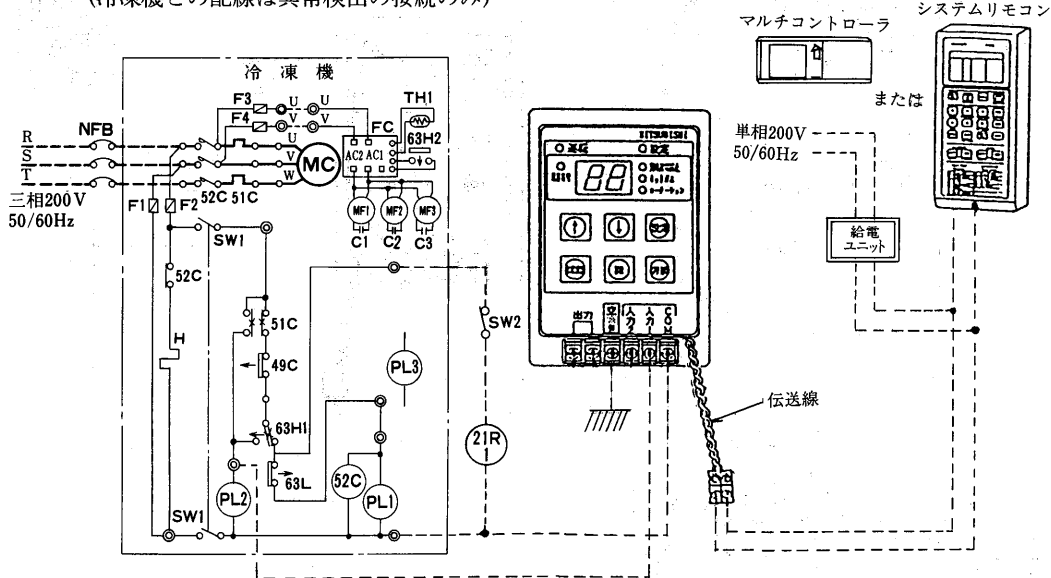 (冷凍機との配線は異常検出の接続のみ)
システムリモコン
マルチコントローラ
または
冷凍機
F3
U
U
TH1
F4
V
V
FC
63H2
R
NFB
U
AC2
AC1
S
V
MC
T
W
三相200V
50/60Hz
F1
F2
52C
51C
MF1
MF2
MF3
C1
C2
C3
SW1
52C
51C
H
49C
PL3
63H1
63L
52C
PL2
PL1
SW1
SW2
21R
MITSUBISHI
出力
入力2
入力1
COM
単相200V
50/60Hz
給電
ユニット
伝送線